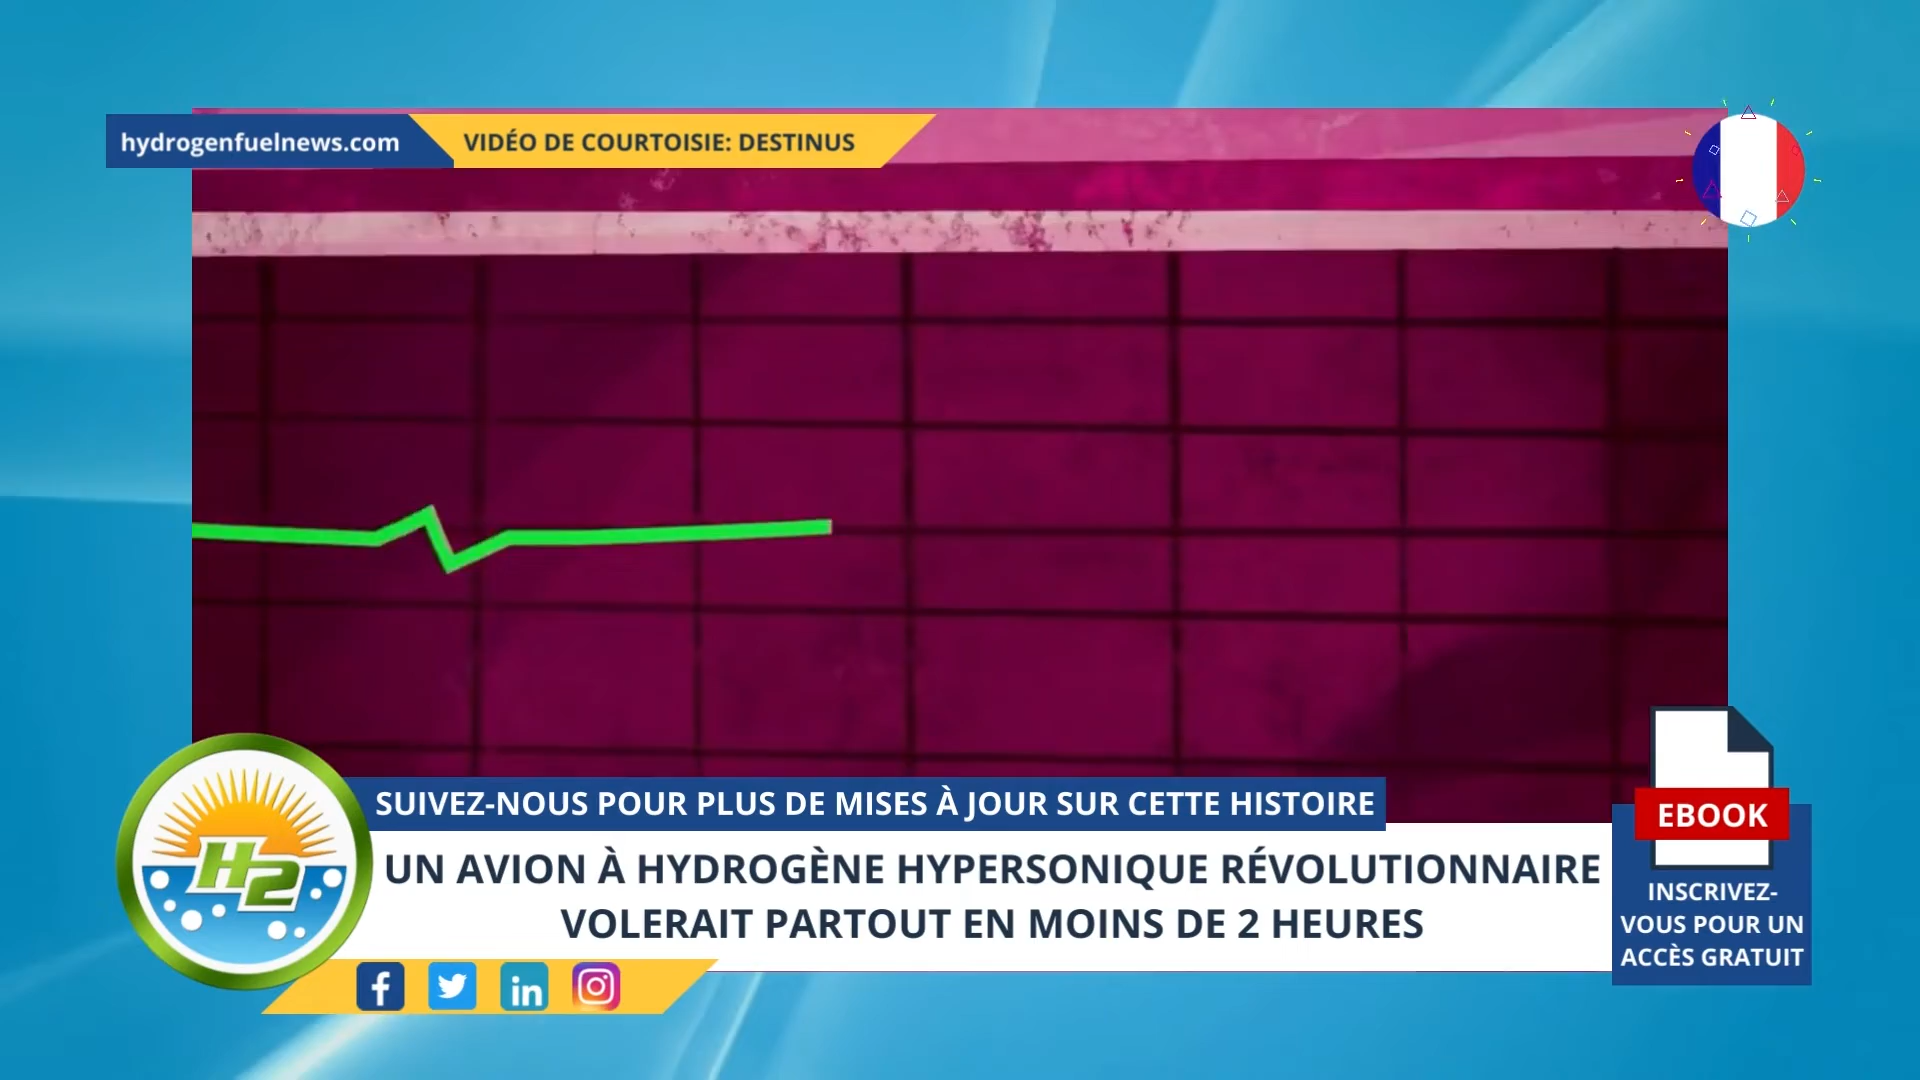 hydrogenfuelnews.com
VIDÉO DE COURTOISIE: DESTINUS
SUIVEZ-NOUS POUR PLUS DE MISES À JOUR SUR CETTE HISTOIRE
UN AVION À HYDROGÈNE HYPERSONIQUE RÉVOLUTIONNAIRE
VOLERAIT PARTOUT EN MOINS DE 2 HEURES
H2
EBOOK
INSCRIVEZ-
VOUS POUR UN
ACCÈS GRATUIT